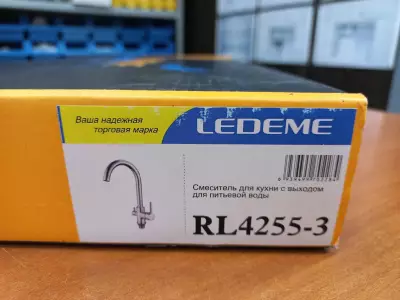 Ваша надежная
торговая марка
LEDEME
Смеситель для кухни с выходом
для питьевой воды
RL4255-3